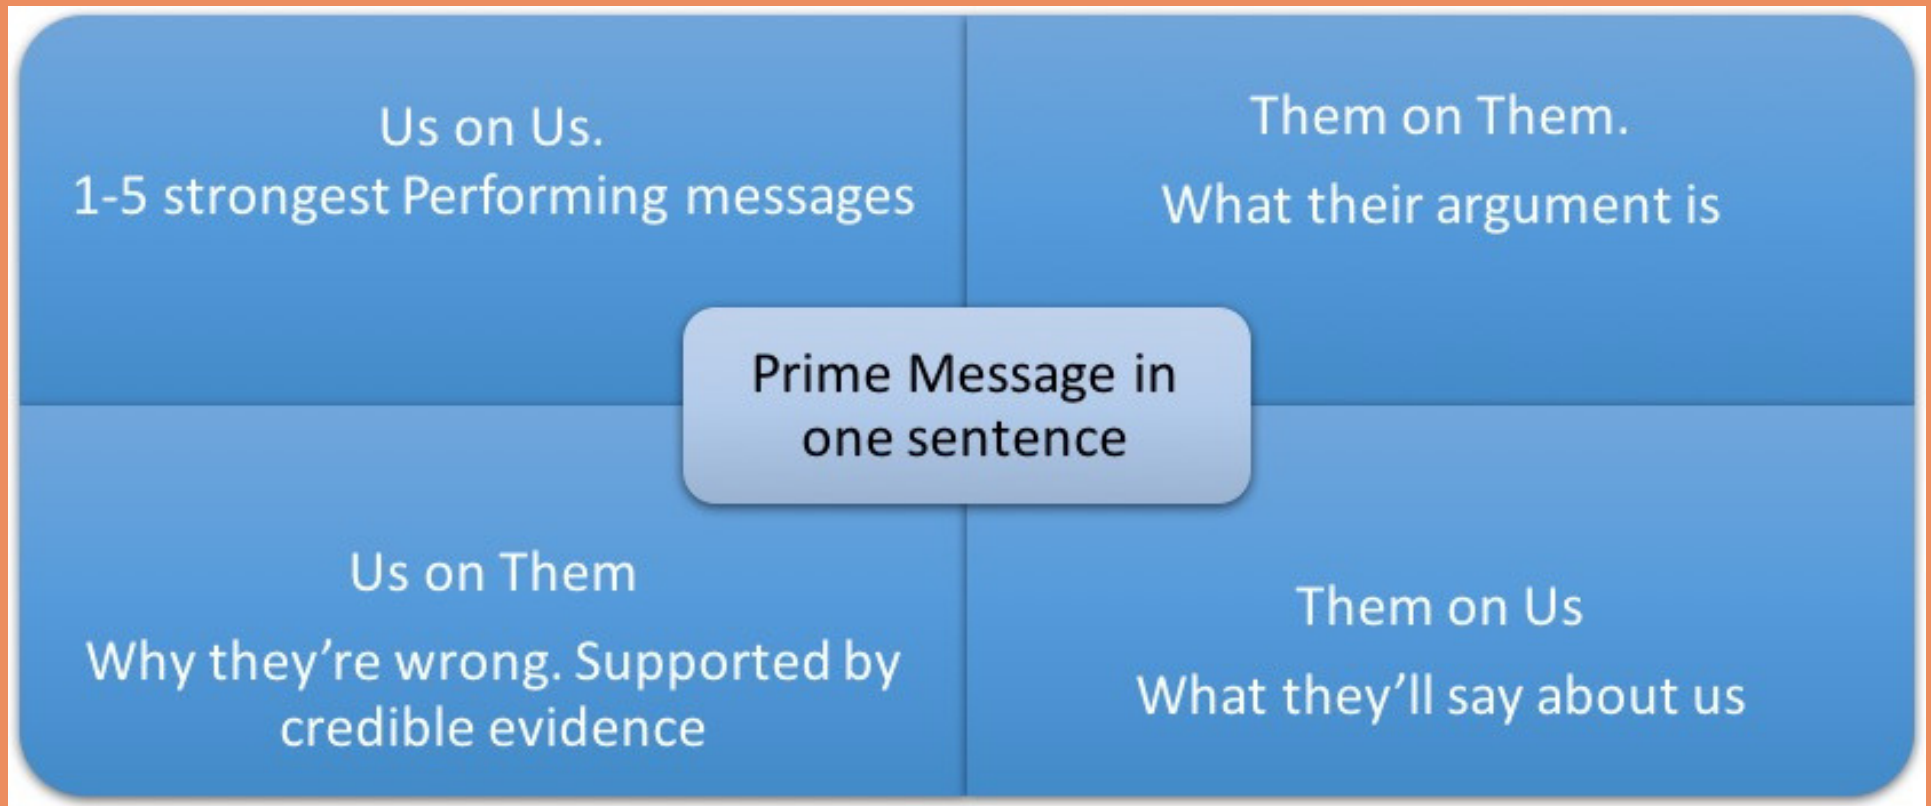 Us on Us.
1-5 strongest Performing messages
Them on Them.
What their argument is
Prime Message in
one sentence
Us on Them
Why they’re wrong. Supported by
credible evidence
Them on Us
What they’ll say about us